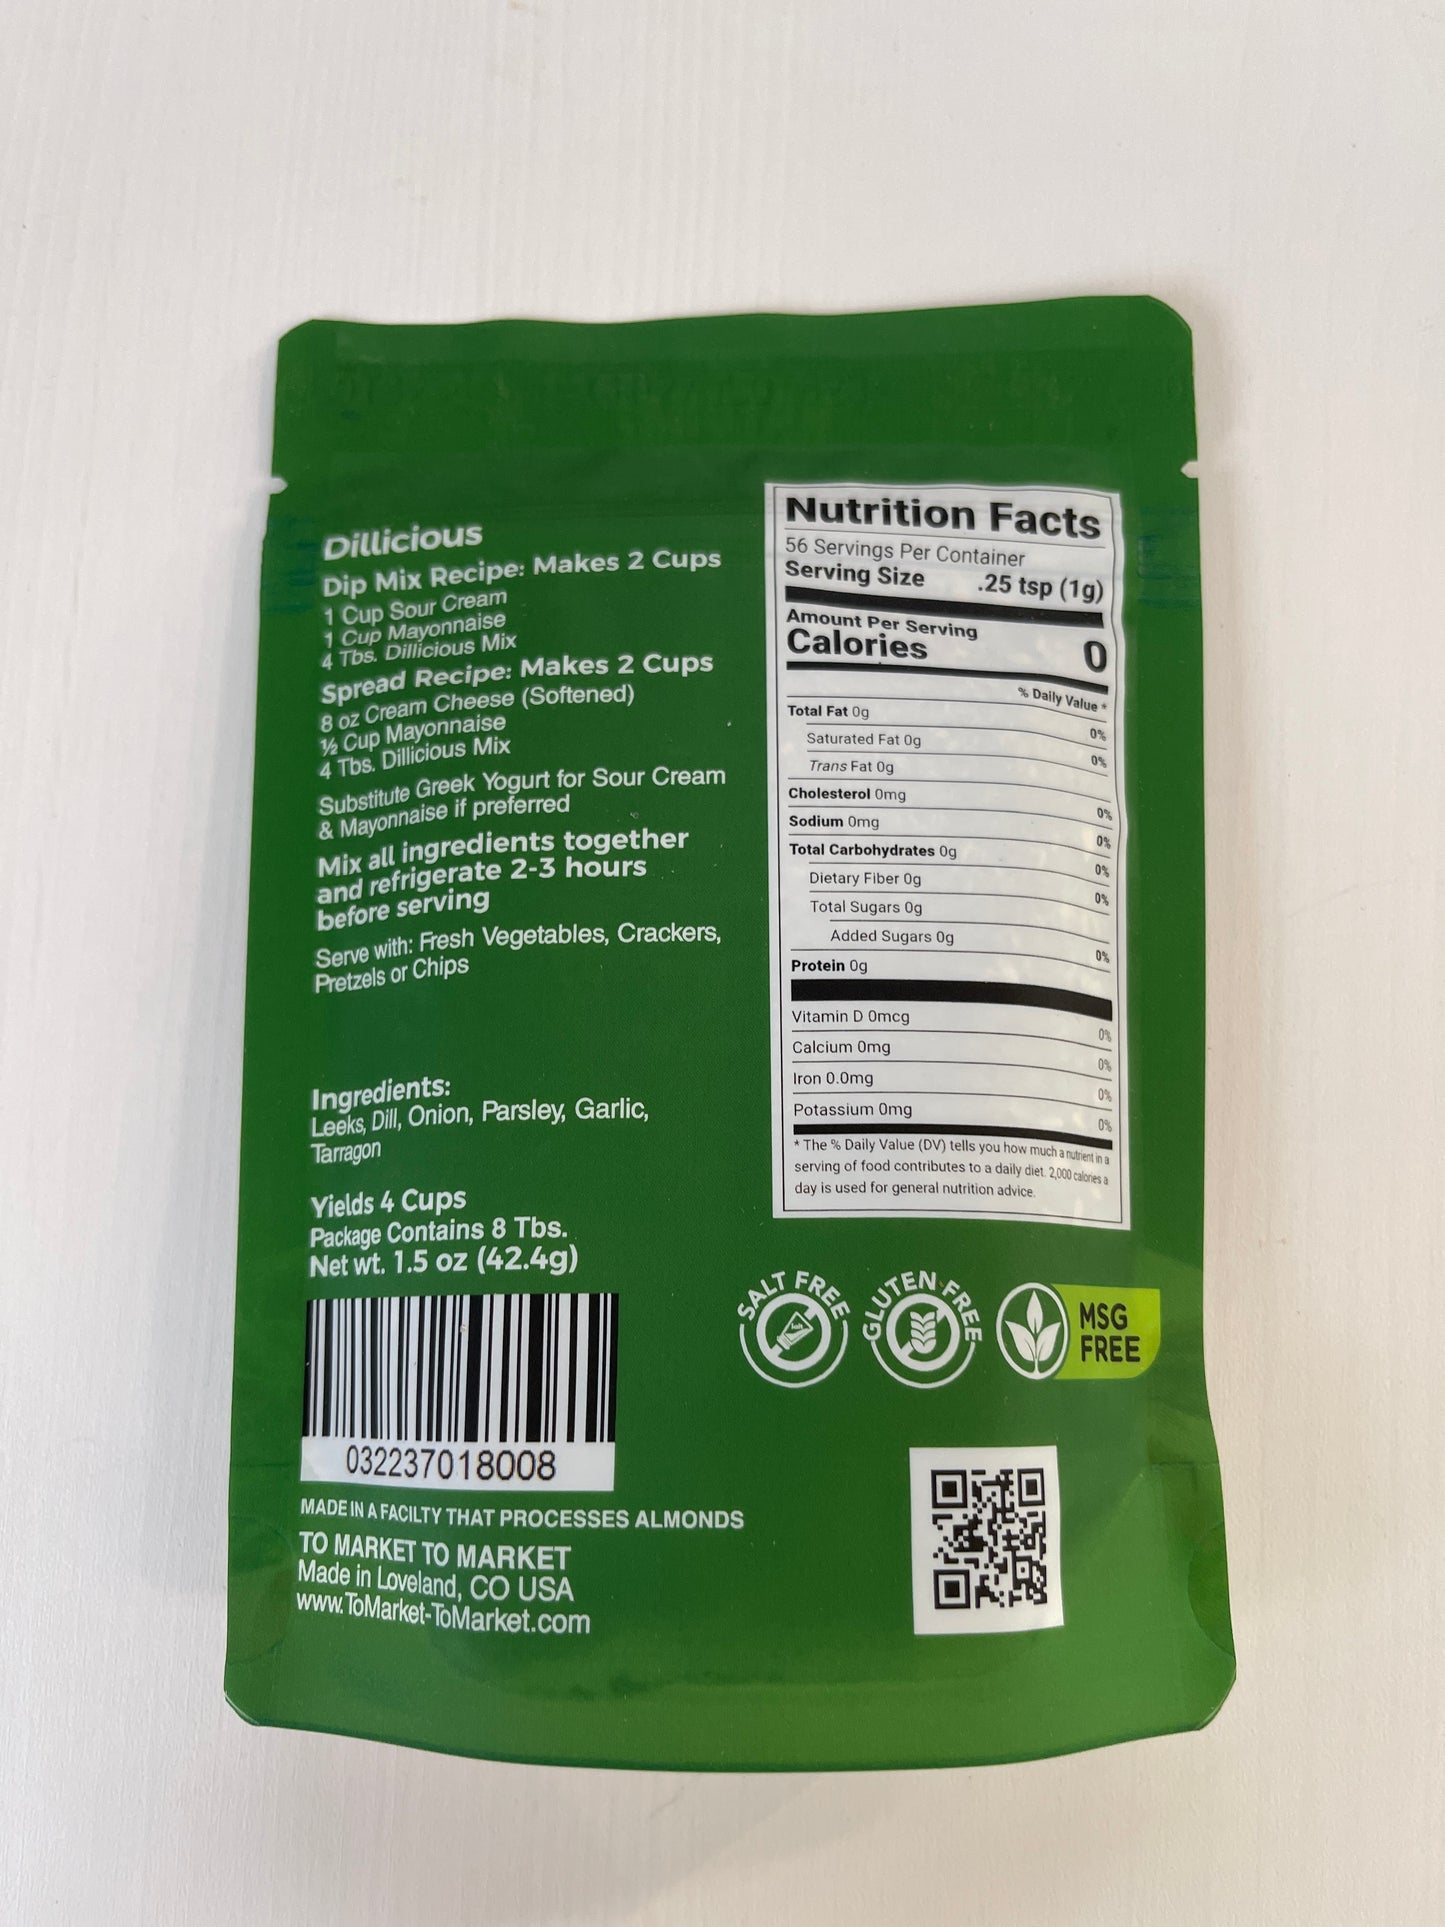 Dillicious
Dip Mix Recipe: Makes 2 Cups
1 Cup Sour Cream
1 Cup Mayonnaise
4 Tbs. Dillicious Mix
Spread Recipe: Makes 2 Cups
8 oz Cream Cheese (Softened)
½ Cup Mayonnaise
4 Tbs. Dillicious Mix
Substitute Greek Yogurt for Sour Cream
& Mayonnaise if preferred
Mix all ingredients together
and refrigerate 2-3 hours
before serving
Serve with: Fresh Vegetables, Crackers,
Pretzels or Chips
Ingredients:
Leeks, Dill, Onion, Parsley, Garlic,
Tarragon
Yields 4 Cups
Package Contains 8 Tbs.
Net wt. 1.5 oz (42.4g)
032237018008
MADE IN A FACILTY THAT PROCESSES ALMONDS
TO MARKET TO MARKET
Made in Loveland, CO USA
www.ToMarket-ToMarket.com
Nutrition Facts
56 Servings Per Container
Serving Size .25 tsp (1g)
Amount Per Serving
Calories 0
% Daily Value *
Total Fat 0g 0%
Saturated Fat 0g 0%
Trans Fat 0g
Cholesterol 0mg 0%
Sodium 0mg 0%
Total Carbohydrates 0g 0%
Dietary Fiber 0g 0%
Total Sugars 0g
Added Sugars 0g 0%
Protein 0g
Vitamin D 0mcg 0%
Calcium 0mg 0%
Iron 0.0mg 0%
Potassium 0mg 0%
* The % Daily Value (DV) tells you how much a nutrient in a
serving of food contributes to a daily diet. 2,000 calories a
day is used for general nutrition advice.
SALT FREE
Salt
GLUTEN-FREE
MSG
FREE